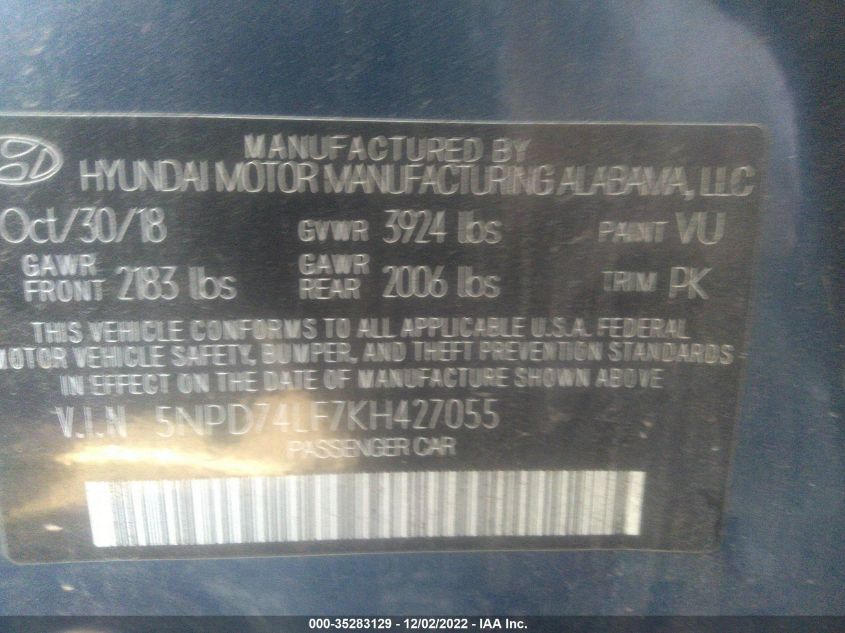 MANUFACTURED BY
HYUNDAI MOTOR MANUFACTURING ALABAMA, LLC
Oct/30/18 GVWR 3924 lbs PAINT VU
GAWR FRONT 2183 lbs GAWR REAR 2006 lbs TRIM PK
THIS VEHICLE CONFORMS TO ALL APPLICABLE U.S.A. FEDERAL
MOTOR VEHICLE SAFETY, BUMPER, AND THEFT PREVENTION STANDARDS
IN EFFECT ON THE DATE OF MANUFACTURE SHOWN ABOVE
V.I.N 5NPD74LF7KH427055
PASSENGER CAR
000-35283129 - 12/02/2022 - IAA Inc.